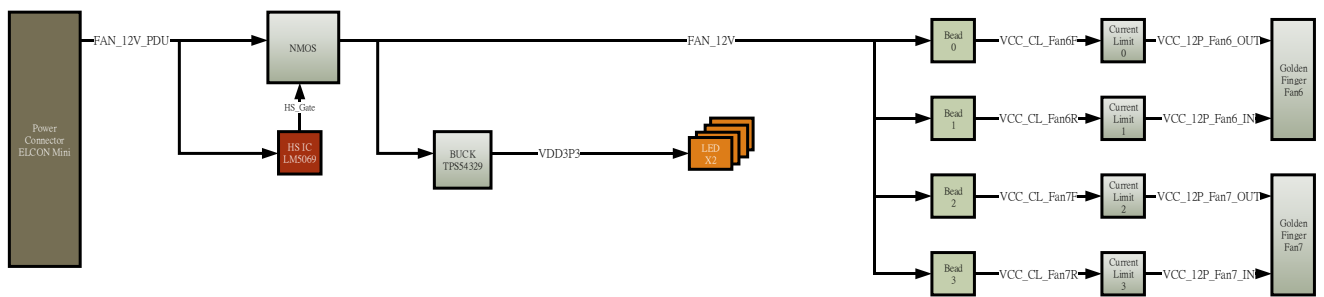 Power
Connector
ELCON Mini
FAN_12V_PDU
NMOS
HS_Gate
HS IC
LM5069
BUCK
TPS54329
VDD3P3
LED
X2
FAN_12V
Bead
0
VCC_CL_Fan6F
Current
Limit
0
VCC_12P_Fan6_OUT
Bead
1
VCC_CL_Fan6R
Current
Limit
1
VCC_12P_Fan6_IN
Golden
Finger
Fan6
Bead
2
VCC_CL_Fan7F
Current
Limit
2
VCC_12P_Fan7_OUT
Bead
3
VCC_CL_Fan7R
Current
Limit
3
VCC_12P_Fan7_IN
Golden
Finger
Fan7